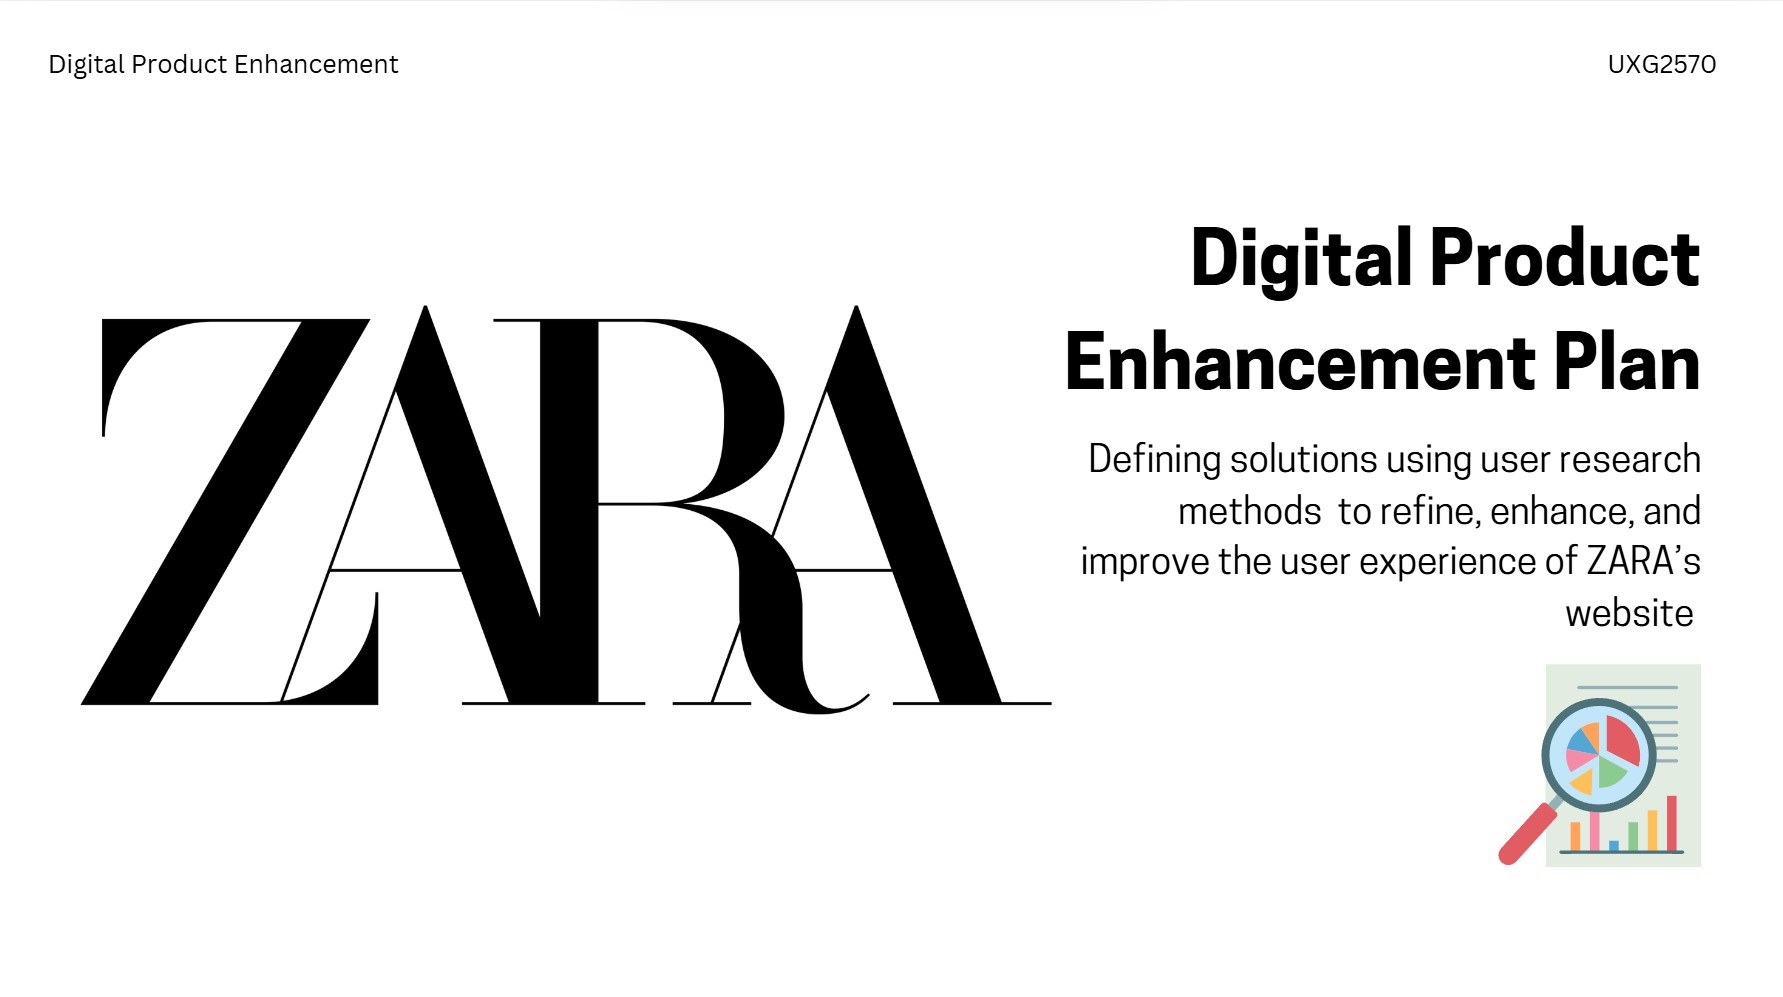 Digital Product Enhancement
UXG2570
ZARA
Digital Product
Enhancement Plan
Defining solutions using user research
methods  to refine, enhance, and
improve the user experience of ZARA’s
website